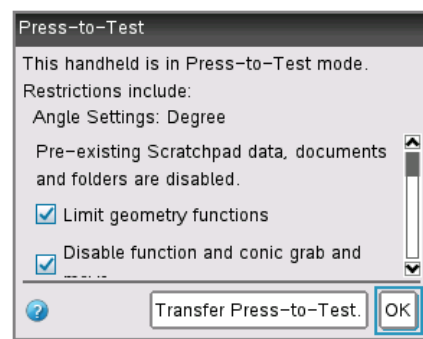 Press-to-Test
This handheld is in Press-to-Test mode.
Restrictions include:
Angle Settings: Degree
Pre-existing Scratchpad data, documents
and folders are disabled.
Limit geometry functions
Disable function and conic grab and
Transfer Press-to-Test.
OK